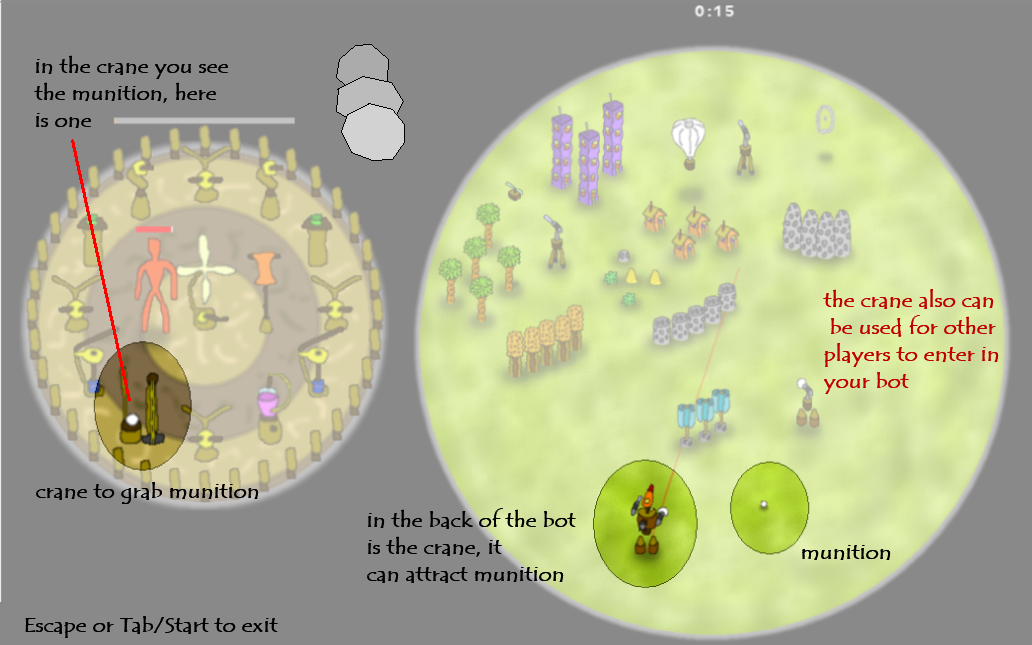 0:15
in the crane you see
the munition, here
is one
the crane also can
be used for other
players to enter in
your bot
crane to grab munition
in the back of the bot
is the crane, it
can attract munition
munition
Escape or Tab/Start to exit